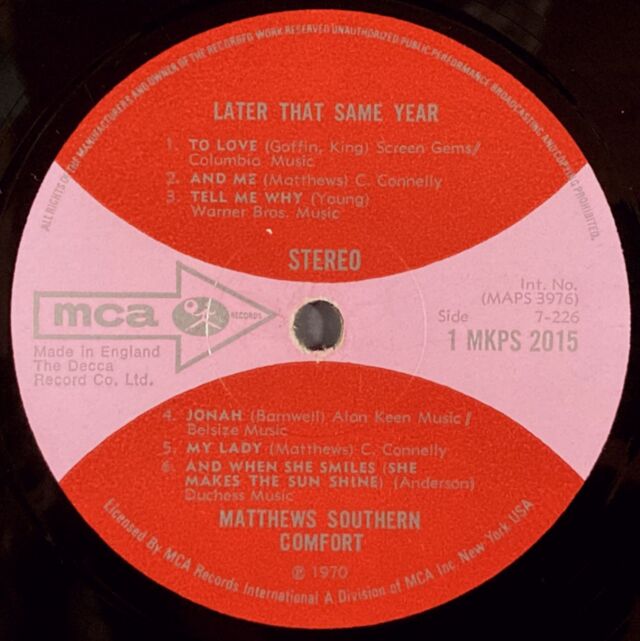 ALL RIGHTS OF THE MANUFACTURERS AND OWNER OF THE RECORDED WORK RESERVED UNAUTHORIZED PUBLIC PERFORMANCE BROADCASTING AND COPYING PROHIBITED.
LATER THAT SAME YEAR
1. TO LOVE (Goffin, King) Screen Gems/
Columbia Music
2. AND ME (Matthews) C. Connelly
3. TELL ME WHY (Young)
Warner Bros. Music
STEREO
mca RECORDS
Made in England
The Decca
Record Co. Ltd.
Int. No.
(MAPS 3976)
Side 7-226
1 MKPS 2015
4. JONAH (Barnwell) Alan Keen Music/
Belsize Music
5. MY LADY (Matthews) C. Connelly
6. AND WHEN SHE SMILES (SHE
MAKES THE SUN SHINE) (Anderson)
Duchess Music
MATTHEWS SOUTHERN
COMFORT
℗ 1970
Licensed By MCA Records International A Division of MCA Inc. New York USA